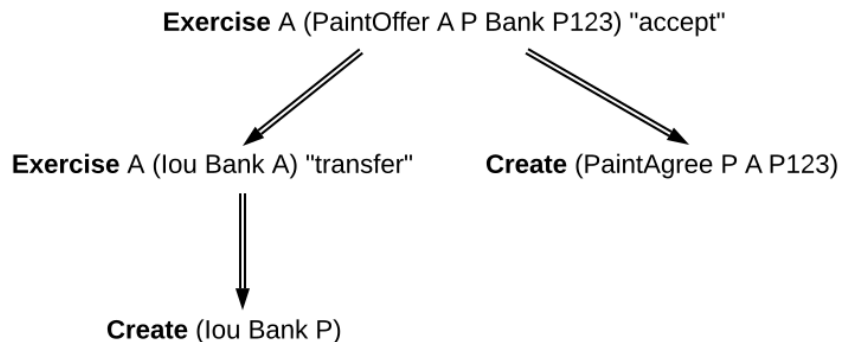 Exercise A (PaintOffer A P Bank P123) "accept"
Exercise A (Iou Bank A) "transfer"
Create (PaintAgree P A P123)
Create (Iou Bank P)